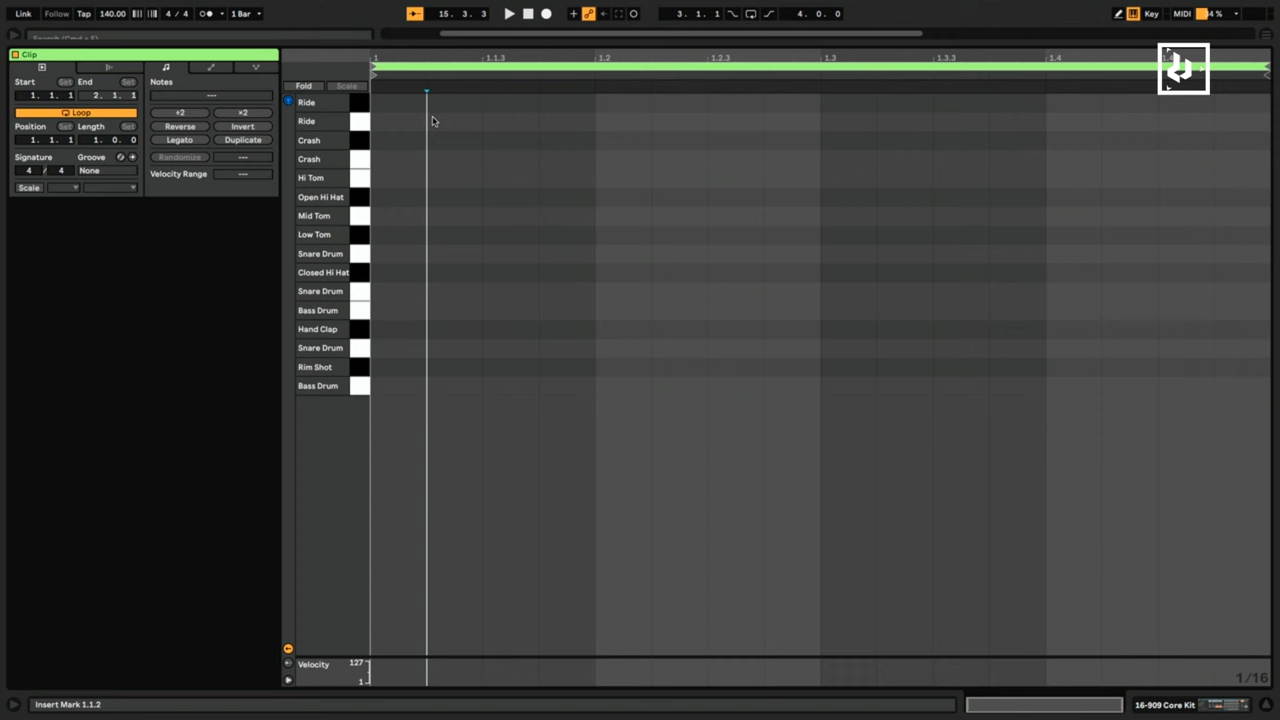 Link Follow Tap 140.00 4 / 4 1 Bar 15. 3. 3 3. 1. 1 4. 0. 0 Key MIDI
Search (Cmd + F)
Clip
1 1.1.3 1.2 1.2.3 1.3 1.3.3 1.4
Start Set End Set Notes
1. 1. 1 2. 1. 1 ---
Fold Scale
Loop ÷2 ×2
Position Set Length Set Reverse Invert
1. 1. 1 1. 0. 0 Legato Duplicate
Signature Groove Randomize ---
4 / 4 None Velocity Range ---
Scale
Ride
Ride
Crash
Crash
Hi Tom
Open Hi Hat
Mid Tom
Low Tom
Snare Drum
Closed Hi Hat
Snare Drum
Bass Drum
Hand Clap
Snare Drum
Rim Shot
Bass Drum
Velocity 127
1
1/16
Insert Mark 1.1.2 16-909 Core Kit